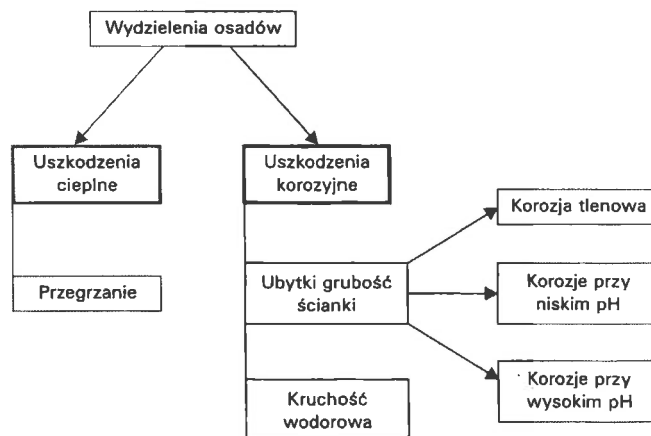 Wydzielenia osadów
Uszkodzenia
cieplne
Uszkodzenia
korozyjne
Przegrzanie
Ubytki grubość
ścianki
Kruchość
wodorowa
Korozja tlenowa
Korozje przy
niskim pH
Korozje przy
wysokim pH